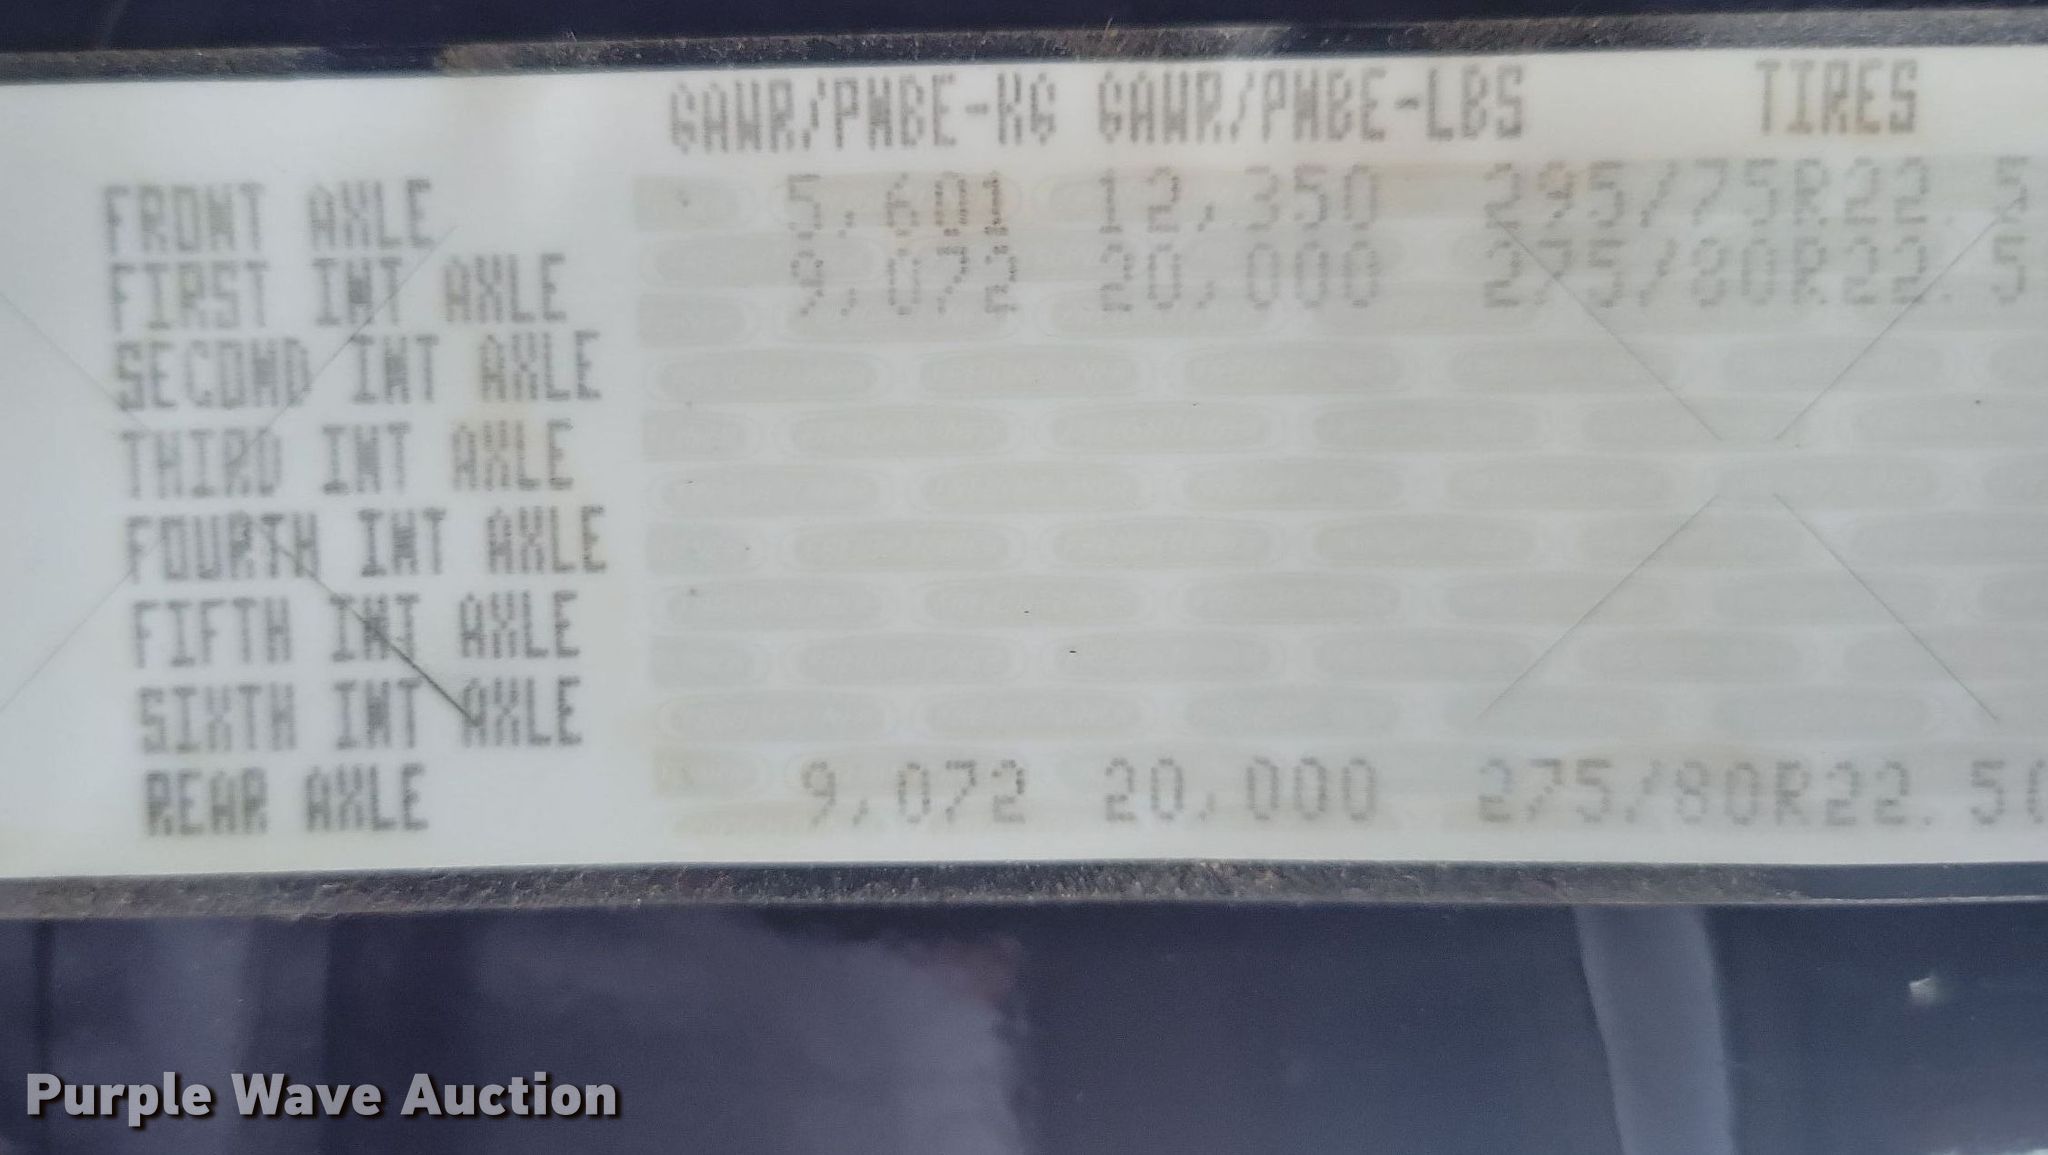 GAWR/PNBE-KG GAWR/PNBE-LBS TIRES
FRONT AXLE 5,601 12,350 295/75R22.5
FIRST INT AXLE 9,072 20,000 275/80R22.5
SECOND INT AXLE
THIRD INT AXLE
FOURTH INT AXLE
FIFTH INT AXLE
SIXTH INT AXLE
REAR AXLE 9,072 20,000 275/80R22.5(
Purple Wave Auction